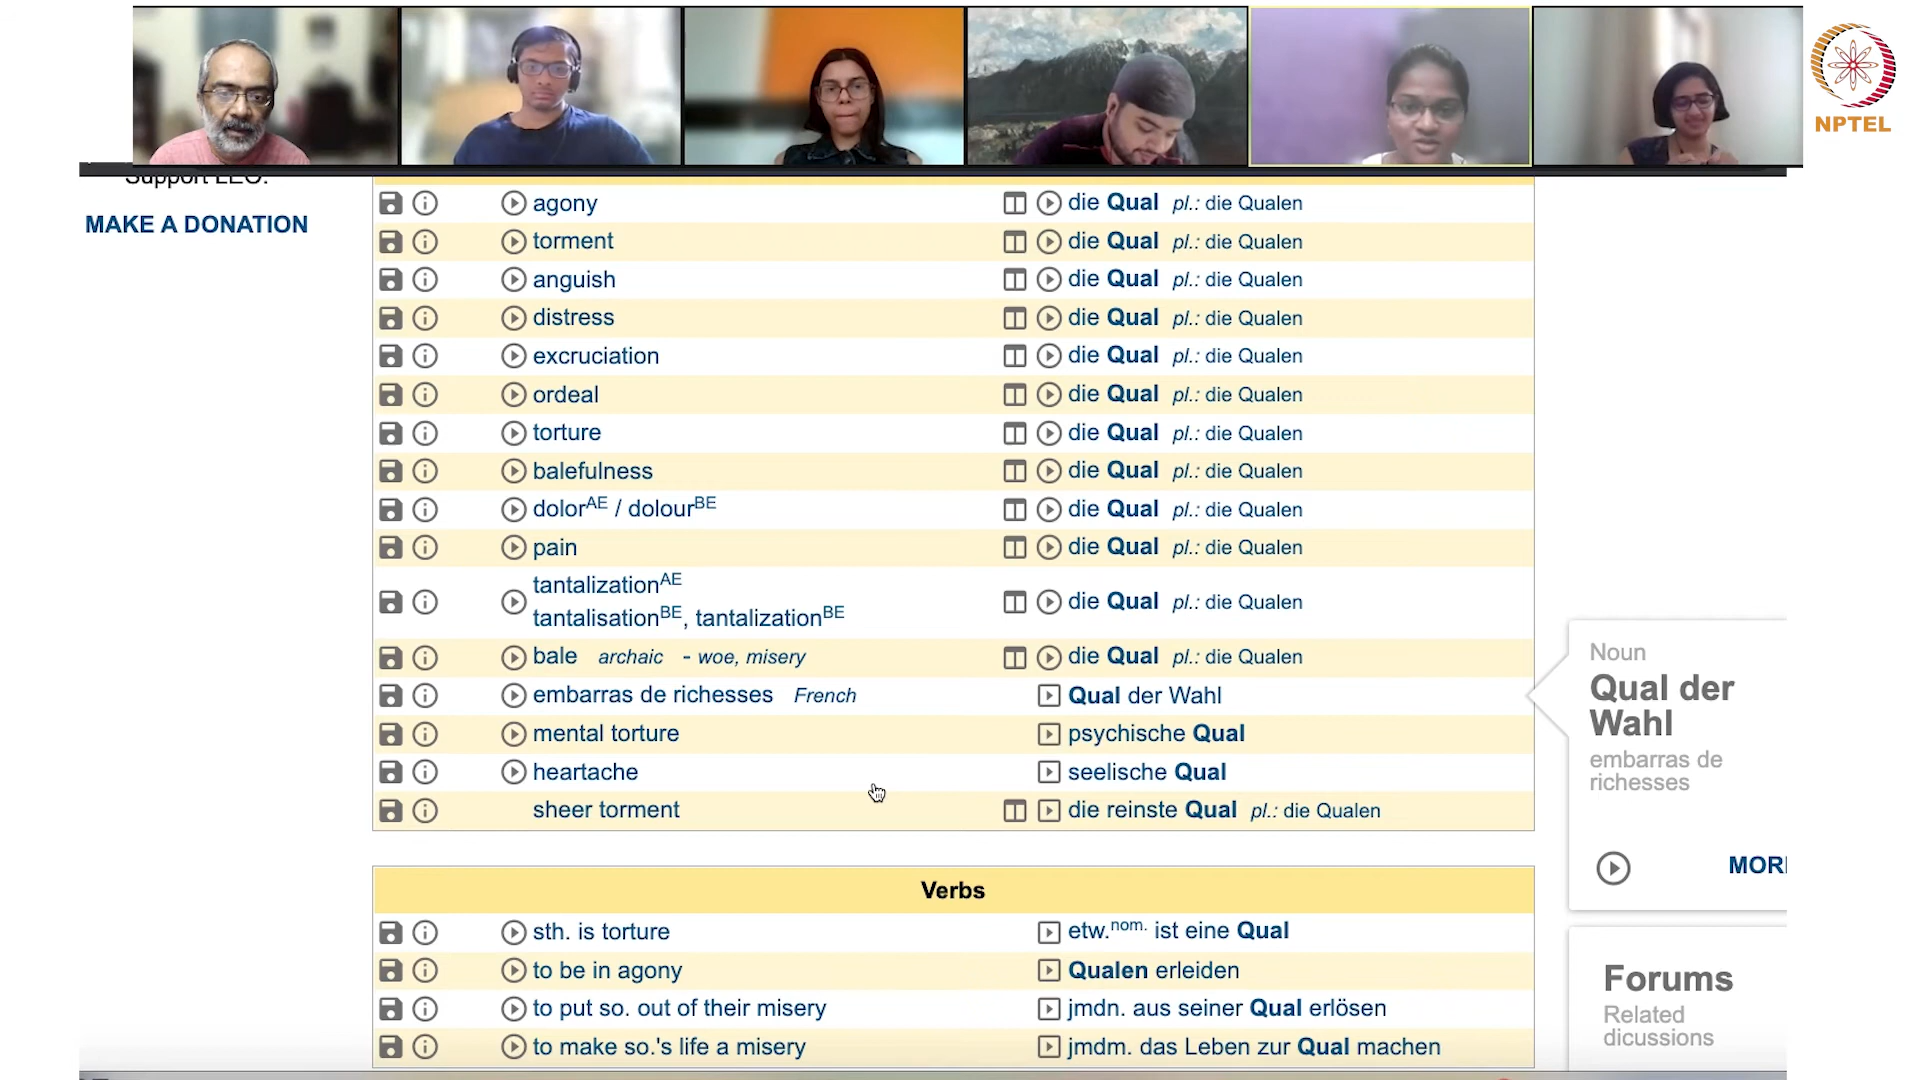 NPTEL
Support LEO:
MAKE A DONATION
agony die Qual pl.: die Qualen
torment die Qual pl.: die Qualen
anguish die Qual pl.: die Qualen
distress die Qual pl.: die Qualen
excruciation die Qual pl.: die Qualen
ordeal die Qual pl.: die Qualen
torture die Qual pl.: die Qualen
balefulness die Qual pl.: die Qualen
dolorAE / dolourBE die Qual pl.: die Qualen
pain die Qual pl.: die Qualen
tantalizationAE
tantalisationBE, tantalizationBE die Qual pl.: die Qualen
bale archaic - woe, misery die Qual pl.: die Qualen
embarras de richesses French Qual der Wahl
mental torture psychische Qual
heartache seelische Qual
sheer torment die reinste Qual pl.: die Qualen
Verbs
sth. is torture etw.nom. ist eine Qual
to be in agony Qualen erleiden
to put so. out of their misery jmdn. aus seiner Qual erlösen
to make so.'s life a misery jmdm. das Leben zur Qual machen
Noun
Qual der
Wahl
embarras de
richesses
MOR
Forums
Related
dicussions